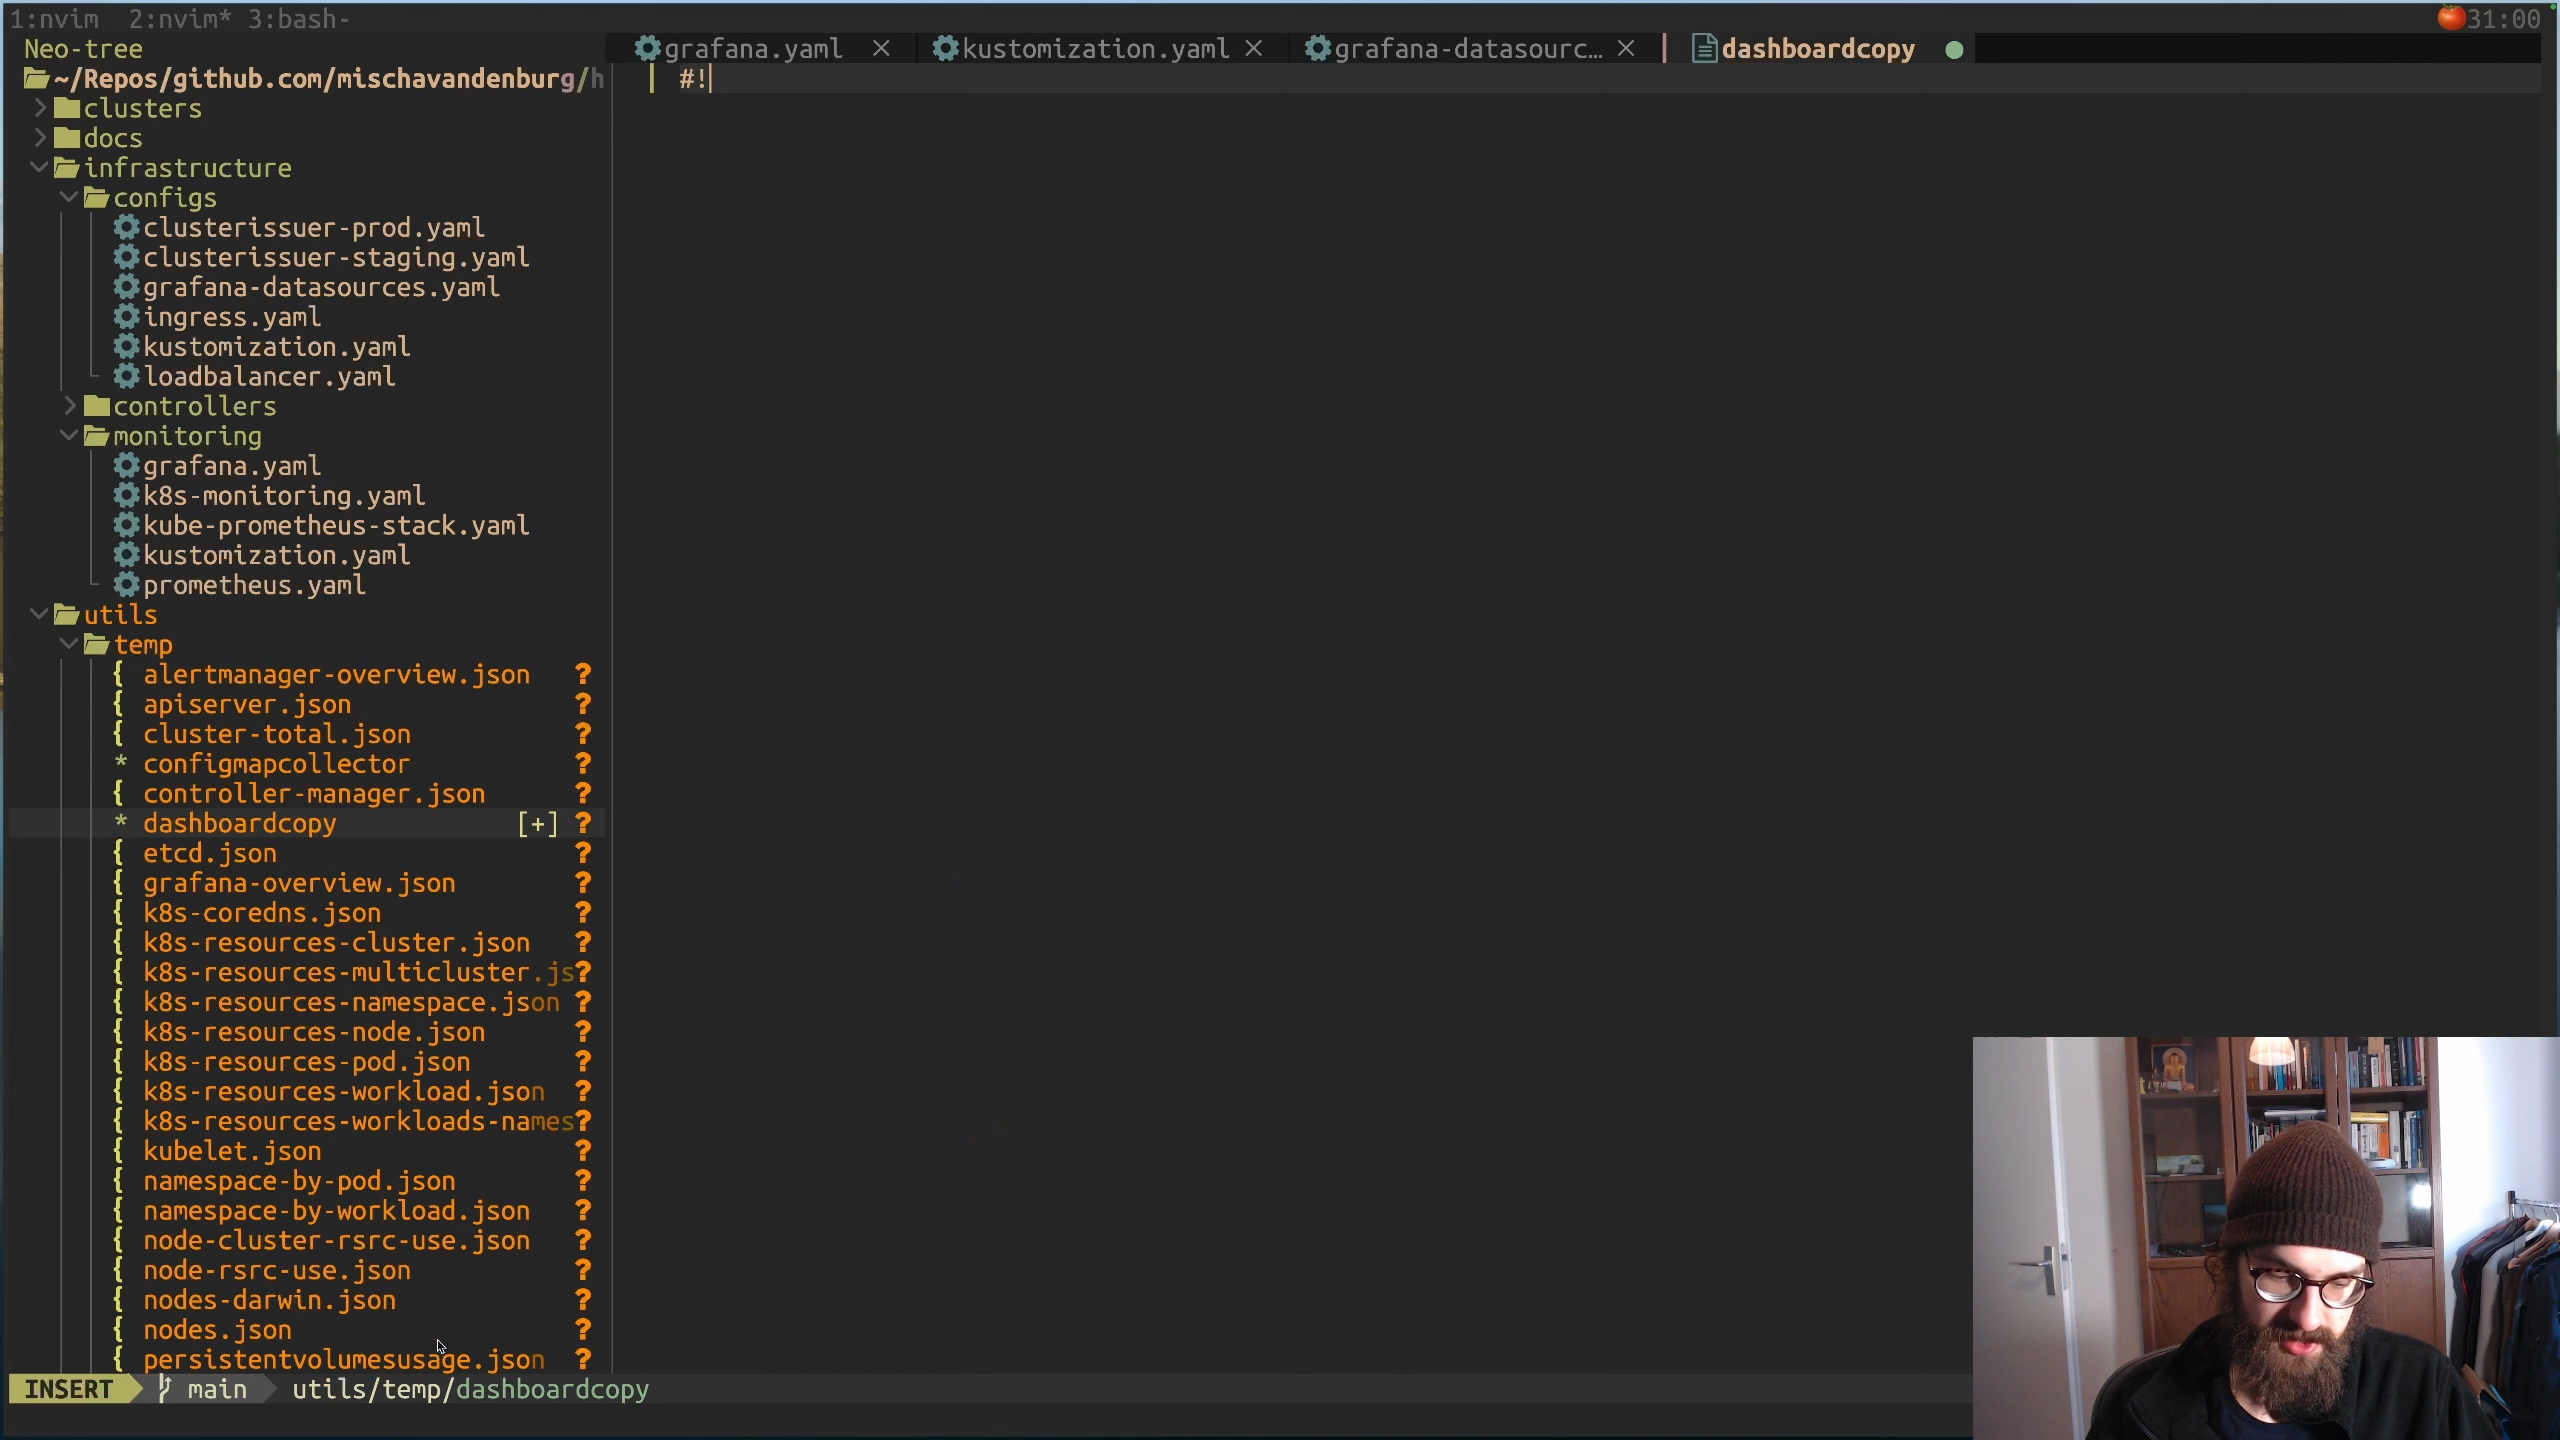 1:nvim  2:nvim* 3:bash-
31:00
Neo-tree
~/Repos/github.com/mischavandenburg/h
clusters
docs
infrastructure
configs
clusterissuer-prod.yaml
clusterissuer-staging.yaml
grafana-datasources.yaml
ingress.yaml
kustomization.yaml
loadbalancer.yaml
controllers
monitoring
grafana.yaml
k8s-monitoring.yaml
kube-prometheus-stack.yaml
kustomization.yaml
prometheus.yaml
utils
temp
{ alertmanager-overview.json ?
{ apiserver.json ?
{ cluster-total.json ?
* configmapcollector ?
{ controller-manager.json ?
* dashboardcopy [+] ?
{ etcd.json ?
{ grafana-overview.json ?
{ k8s-coredns.json ?
{ k8s-resources-cluster.json ?
{ k8s-resources-multicluster.js?
{ k8s-resources-namespace.json ?
{ k8s-resources-node.json ?
{ k8s-resources-pod.json ?
{ k8s-resources-workload.json ?
{ k8s-resources-workloads-names?
{ kubelet.json ?
{ namespace-by-pod.json ?
{ namespace-by-workload.json ?
{ node-cluster-rsrc-use.json ?
{ node-rsrc-use.json ?
{ nodes-darwin.json ?
{ nodes.json ?
{ persistentvolumesusage.json ?
grafana.yaml × kustomization.yaml × grafana-datasourc… × dashboardcopy ●
#!
INSERT main utils/temp/dashboardcopy